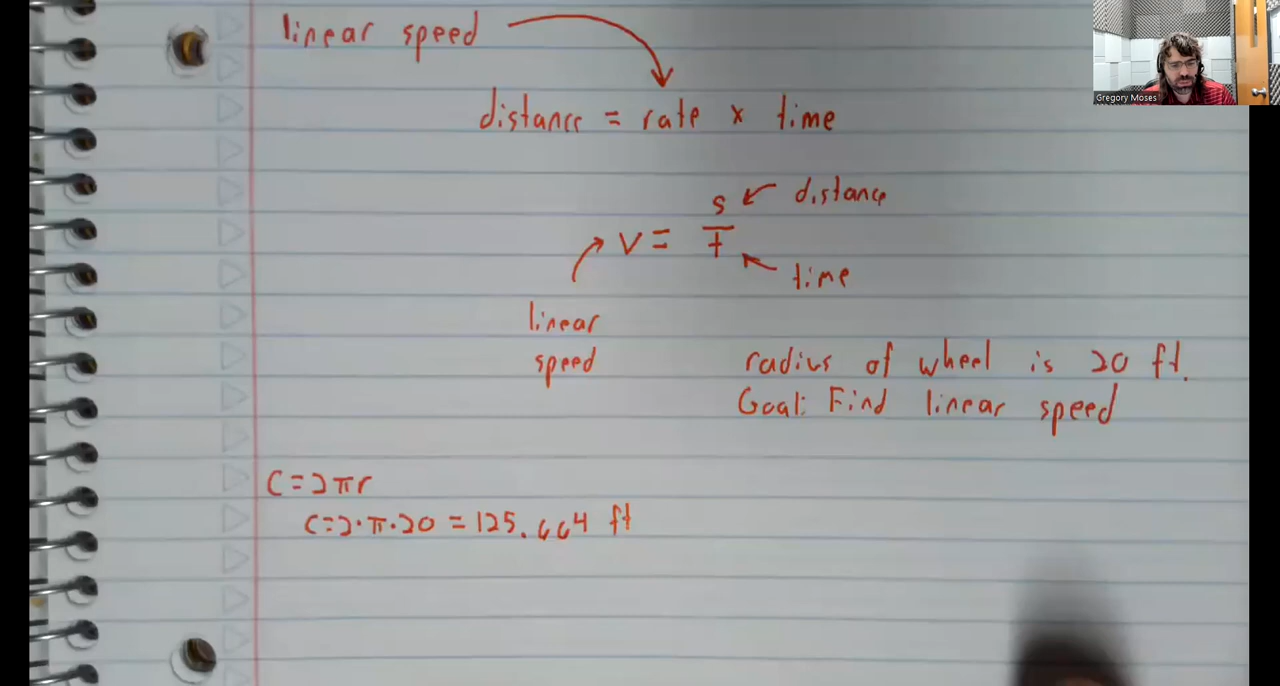 linear speed
Gregory Moses
distance = rate × time
s ← distance
v = — 
t
time
linear
speed
radius of wheel is 20 ft.
Goal: Find linear speed
C = 2πr
C = 2·π·20 = 125.664 ft